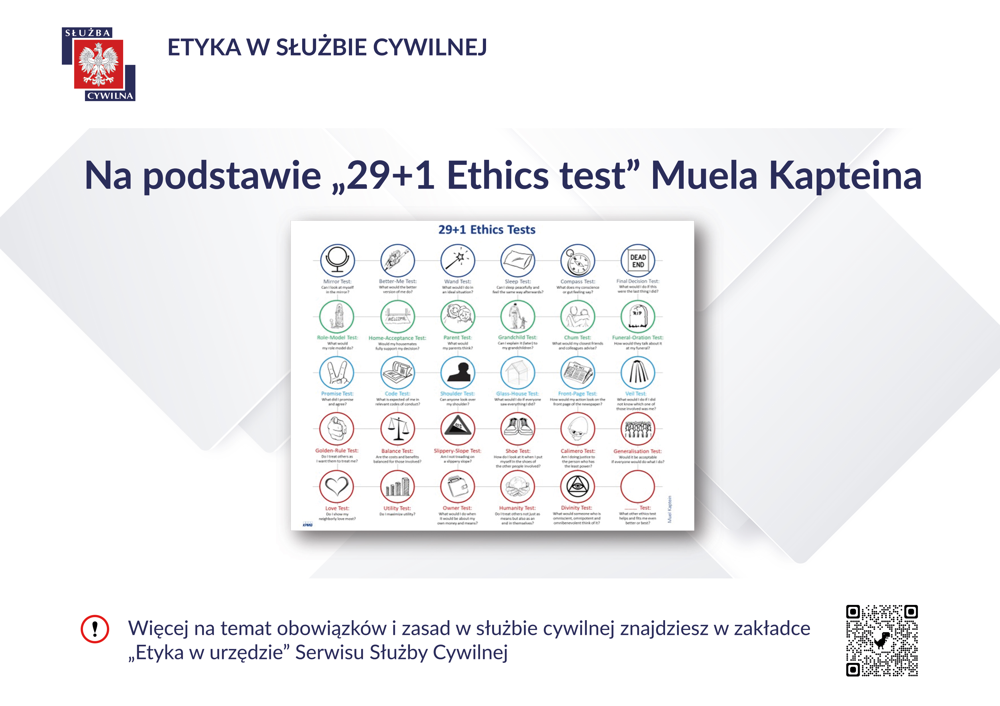 SŁUŻBA
CYWILNA
ETYKA W SŁUŻBIE CYWILNEJ
Na podstawie „29+1 Ethics test” Muela Kapteina
29+1 Ethics Tests
DEAD
END
Mirror Test:
Can I look at myself
in the mirror?
Better-Me Test:
What would the better
version of me do?
Wand Test:
What would I do in
an ideal situation?
Sleep Test:
Can I sleep peacefully and
feel the same way afterwards?
Compass Test:
What does my conscience
or gut feeling say?
Final Decision Test:
What would I do if this
were the last thing I did?
WELCOME
RIP
Role-Model Test:
What would
my role model do?
Home-Acceptance Test:
Would my housemates
fully support my decision?
Parent Test:
What would
my parents think?
Grandchild Test:
Can I explain it (later) to
my grandchildren?
Chum Test:
What would my closest friends
and colleagues advise?
Funeral-Oration Test:
How would they talk about it
at my funeral?
NEWS
Promise Test:
What did I promise
and agree?
Code Test:
What is expected of me in
relevant codes of conduct?
Shoulder Test:
Can anyone look over
my shoulder?
Glass-House Test:
What would I do if everyone
saw everything I did?
Front-Page Test:
How would my action look on the
front page of the newspaper?
Veil Test:
What would I do if I did
not know which one of
those involved was me?
10%
Golden-Rule Test:
Do I treat others as
I want them to treat me?
Balance Test:
Are the costs and benefits
balanced for those involved?
Slippery-Slope Test:
Am I not treading on
a slippery slope?
Shoe Test:
How do I look at it when I put
myself in the shoes of
the other people involved?
Calimero Test:
Am I doing justice to
the person who has
the least power?
Generalisation Test:
Would it be acceptable
if everyone would do what I do?
Love Test:
Do I show my
neighborly love most?
Utility Test:
Do I maximize utility?
Owner Test:
What would I do when
it would be about my
own money and means?
Humanity Test:
Do I treat others not just as
means but also as an
end in themselves?
Divinity Test:
What would someone who is
omniscient, omnipotent and
omnibenevolent think of it?
......... Test:
What other ethics test
helps and fits me even
better or best?
KPMG
Muel Kaptein
!
Więcej na temat obowiązków i zasad w służbie cywilnej znajdziesz w zakładce
„Etyka w urzędzie” Serwisu Służby Cywilnej